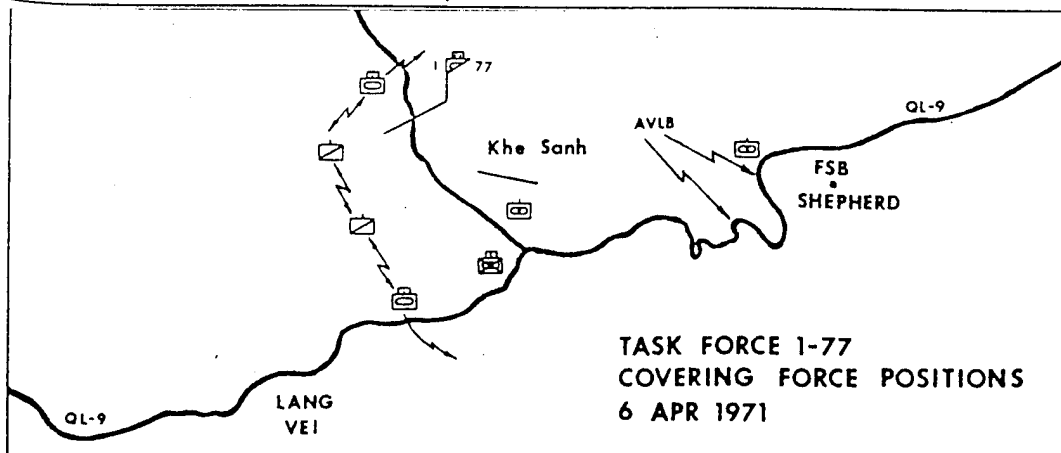 1 77
QL-9
AVLB
Khe Sanh
FSB
SHEPHERD
TASK FORCE 1-77
COVERING FORCE POSITIONS
6 APR 1971
LANG
VEI
QL-9